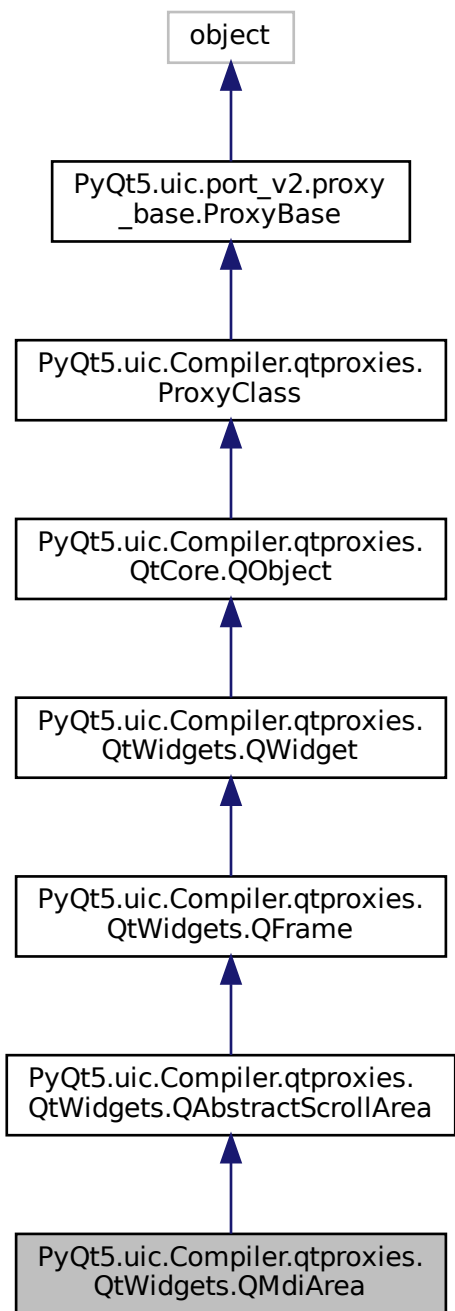 object
PyQt5.uic.port_v2.proxy
_base.ProxyBase
PyQt5.uic.Compiler.qtproxies.
ProxyClass
PyQt5.uic.Compiler.qtproxies.
QtCore.QObject
PyQt5.uic.Compiler.qtproxies.
QtWidgets.QWidget
PyQt5.uic.Compiler.qtproxies.
QtWidgets.QFrame
PyQt5.uic.Compiler.qtproxies.
QtWidgets.QAbstractScrollArea
PyQt5.uic.Compiler.qtproxies.
QtWidgets.QMdiArea